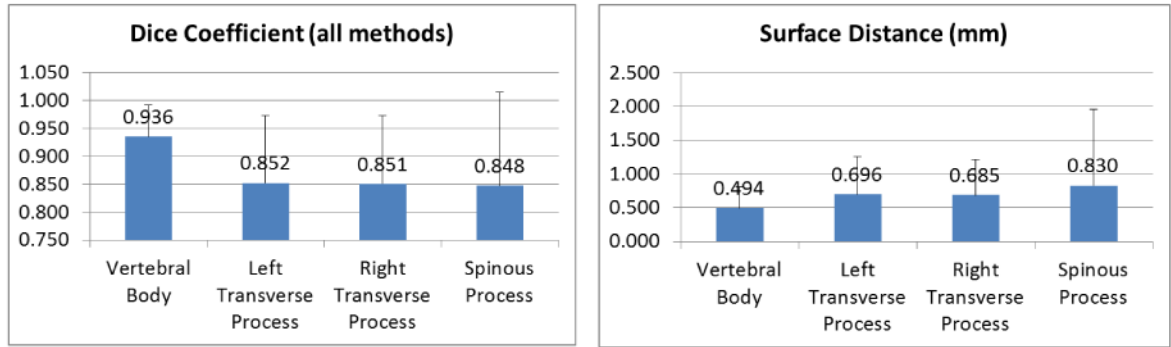 Dice Coefficient (all methods)
1.050
1.000
0.950
0.900
0.850
0.800
0.750
0.936
0.852
0.851
0.848
Vertebral
Body
Left
Transverse
Process
Right
Transverse
Process
Spinous
Process
Surface Distance (mm)
2.500
2.000
1.500
1.000
0.500
0.000
0.494
0.696
0.685
0.830
Vertebral
Body
Left
Transverse
Process
Right
Transverse
Process
Spinous
Process